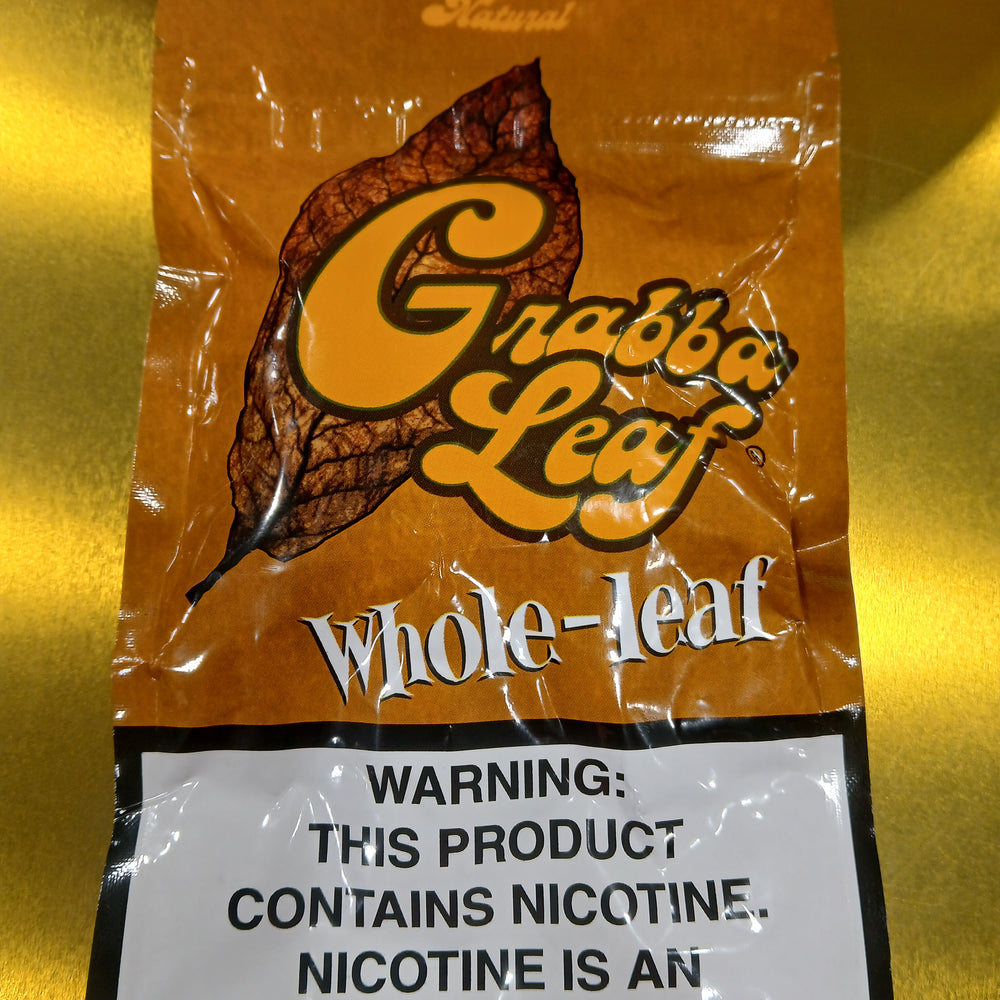 Natural
Grabba
Leaf
Whole-leaf
WARNING:
THIS PRODUCT
CONTAINS NICOTINE.
NICOTINE IS AN